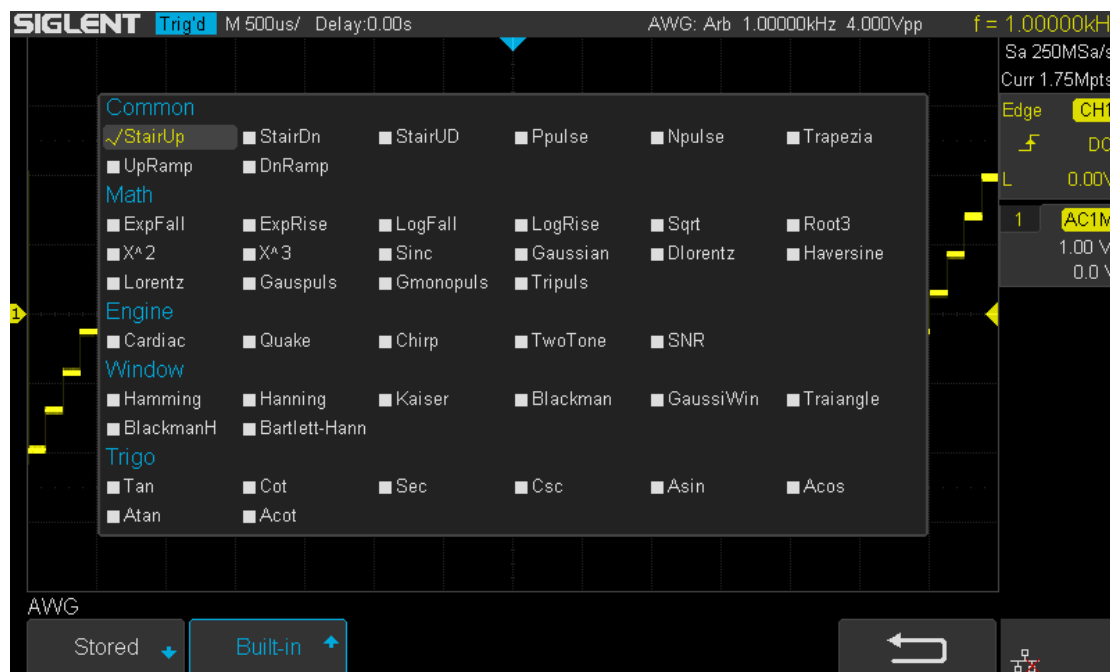 SIGLENT Trig'd M 500us/ Delay:0.00s AWG: Arb 1.00000kHz 4.000Vpp f = 1.00000kH
Sa 250MSa/s
Curr 1.75Mpts
Edge CH1
DC
L 0.00V
1 AC1M
1.00 V
0.0 V
Common
StairUp StairDn StairUD Ppulse Npulse Trapezia
UpRamp DnRamp
Math
ExpFall ExpRise LogFall LogRise Sqrt Root3
X^2 X^3 Sinc Gaussian Dlorentz Haversine
Lorentz Gauspuls Gmonopuls Tripuls
Engine
Cardiac Quake Chirp TwoTone SNR
Window
Hamming Hanning Kaiser Blackman GaussiWin Traiangle
BlackmanH Bartlett-Hann
Trigo
Tan Cot Sec Csc Asin Acos
Atan Acot
1
AWG
Stored Built-in